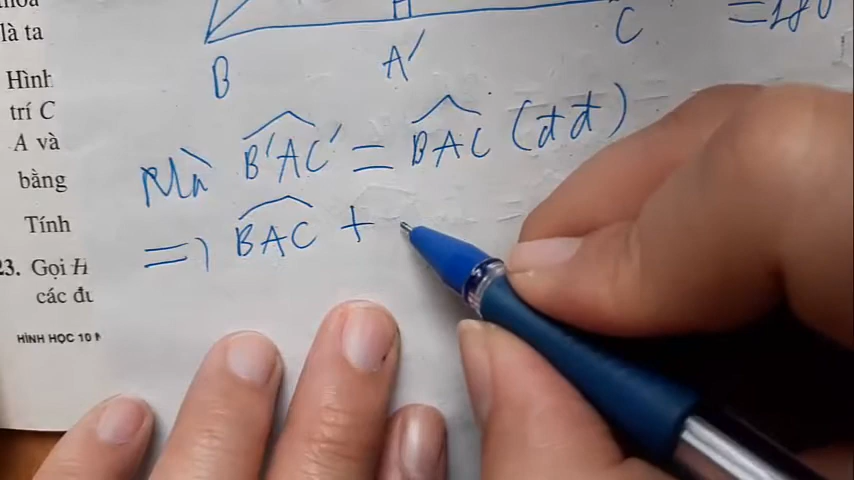 là ta
Hình
trí C
A và
bằng
Tính
23. Gọi H
các đư
HÌNH HỌC 10
B A' C = 180
Mà B'AC' = BAC (đđ)
=> BAC +